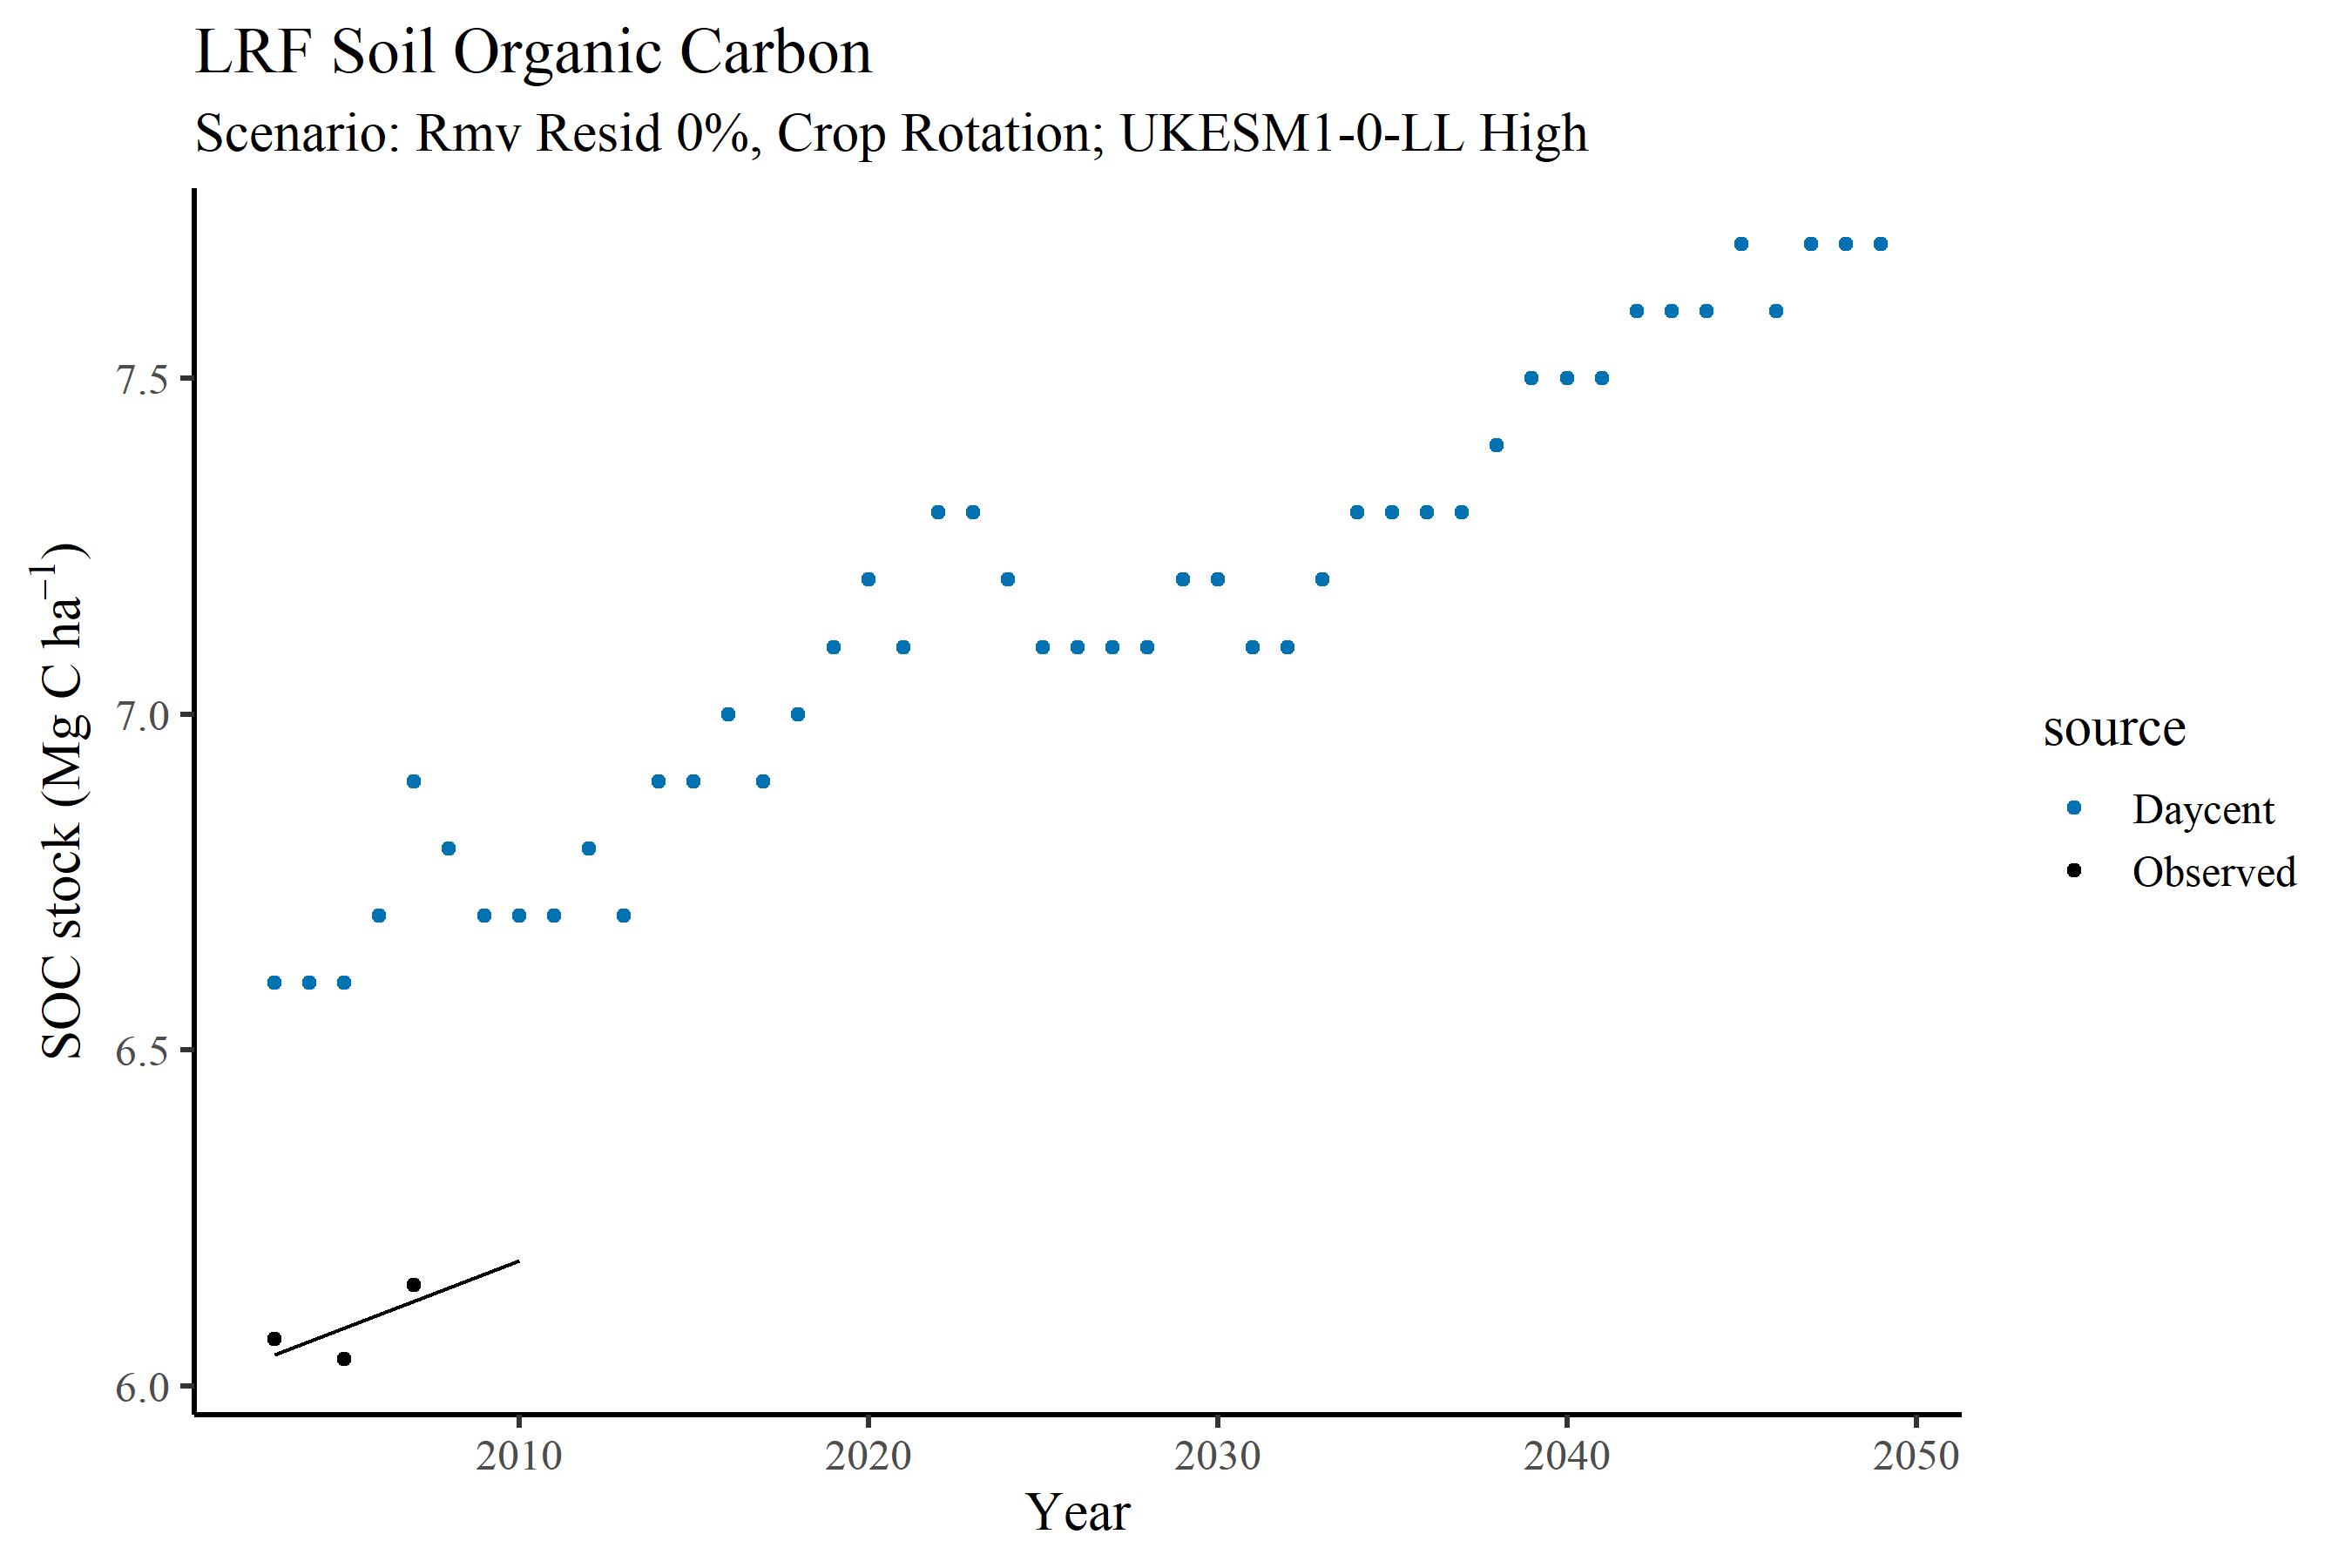 LRF Soil Organic Carbon
Scenario: Rmv Resid 0%, Crop Rotation; UKESM1-0-LL High
SOC stock (Mg C ha⁻¹)
7.5
7.0
6.5
6.0
2010 2020 2030 2040 2050
Year
source
Daycent
Observed